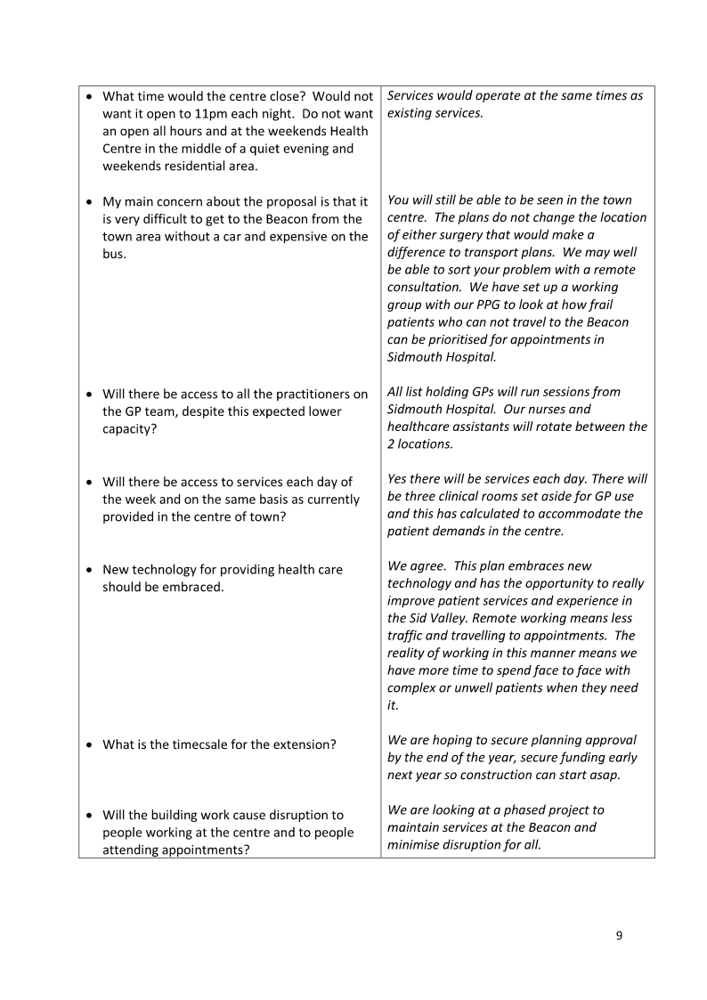 • What time would the centre close?  Would not
want it open to 11pm each night.  Do not want
an open all hours and at the weekends Health
Centre in the middle of a quiet evening and
weekends residential area.
Services would operate at the same times as
existing services.
• My main concern about the proposal is that it
is very difficult to get to the Beacon from the
town area without a car and expensive on the
bus.
You will still be able to be seen in the town
centre.  The plans do not change the location
of either surgery that would make a
difference to transport plans.  We may well
be able to sort your problem with a remote
consultation.  We have set up a working
group with our PPG to look at how frail
patients who can not travel to the Beacon
can be prioritised for appointments in
Sidmouth Hospital.
• Will there be access to all the practitioners on
the GP team, despite this expected lower
capacity?
All list holding GPs will run sessions from
Sidmouth Hospital.  Our nurses and
healthcare assistants will rotate between the
2 locations.
• Will there be access to services each day of
the week and on the same basis as currently
provided in the centre of town?
Yes there will be services each day. There will
be three clinical rooms set aside for GP use
and this has calculated to accommodate the
patient demands in the centre.
• New technology for providing health care
should be embraced.
We agree.  This plan embraces new
technology and has the opportunity to really
improve patient services and experience in
the Sid Valley. Remote working means less
traffic and travelling to appointments.  The
reality of working in this manner means we
have more time to spend face to face with
complex or unwell patients when they need
it.
• What is the timecsale for the extension?
We are hoping to secure planning approval
by the end of the year, secure funding early
next year so construction can start asap.
• Will the building work cause disruption to
people working at the centre and to people
attending appointments?
We are looking at a phased project to
maintain services at the Beacon and
minimise disruption for all.
9